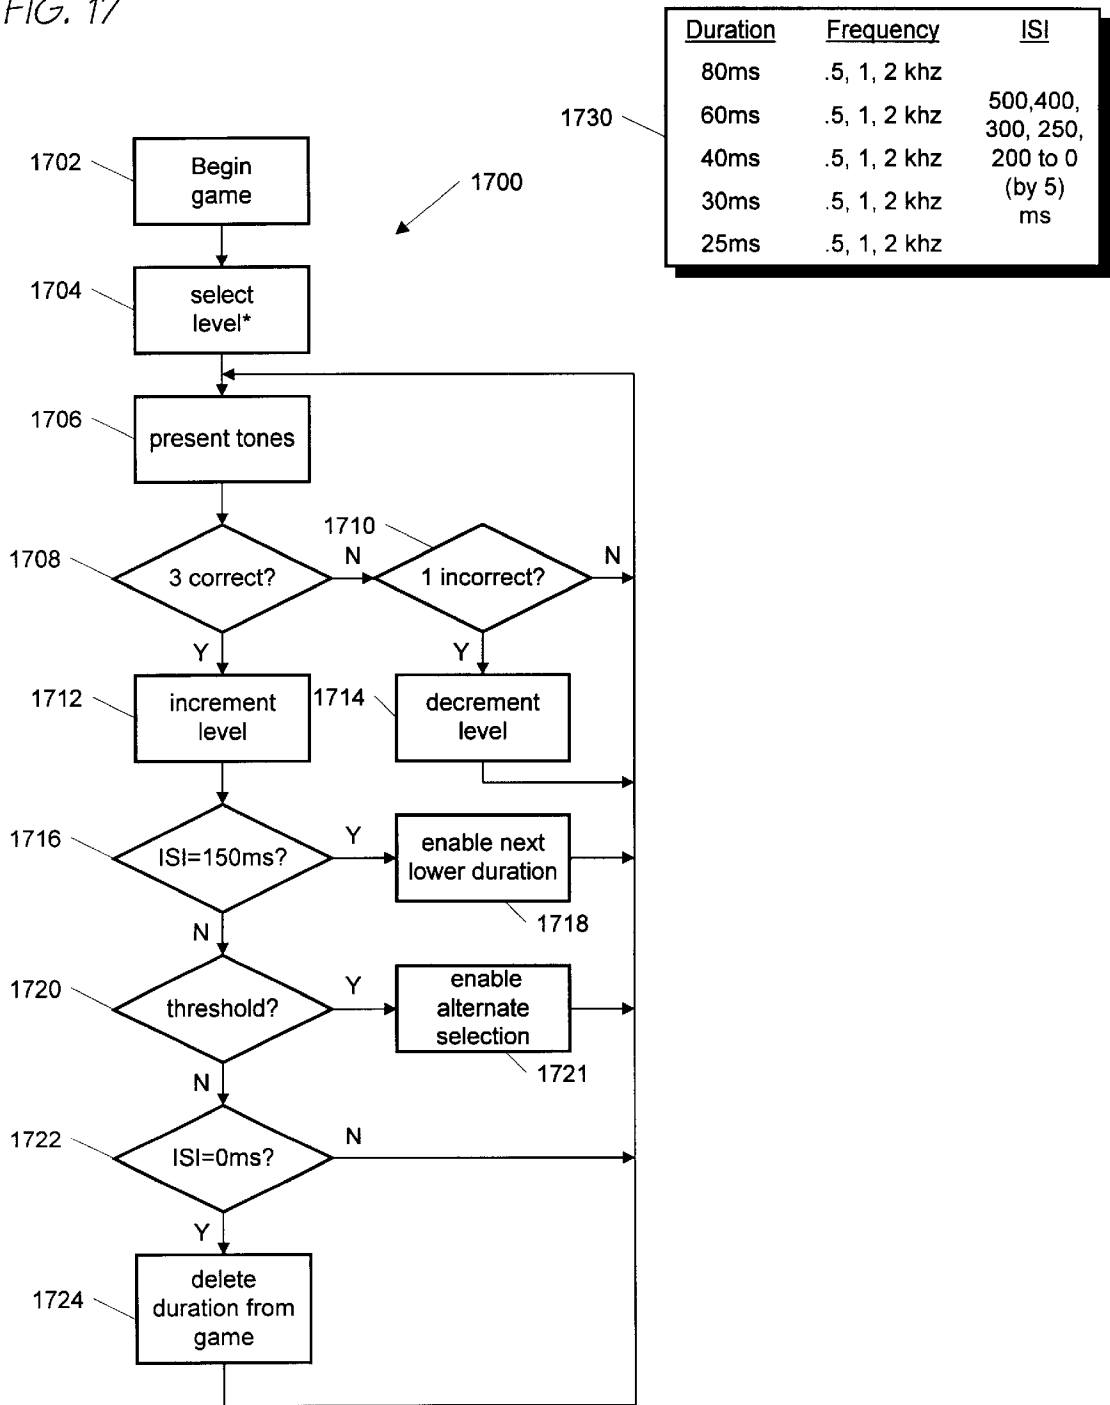 FIG. 17
Duration Frequency ISI
80ms .5, 1, 2 khz
60ms .5, 1, 2 khz
40ms .5, 1, 2 khz
30ms .5, 1, 2 khz
25ms .5, 1, 2 khz
500,400,
300, 250,
200 to 0
(by 5)
ms
1730
1702
Begin
game
1700
1704
select
level*
1706
present tones
1708
3 correct?
N
1710
1 incorrect?
N
Y
Y
1712
increment
level
1714
decrement
level
1716
ISI=150ms?
Y
enable next
lower duration
1718
N
1720
threshold?
Y
enable
alternate
selection
1721
N
1722
ISI=0ms?
N
Y
1724
delete
duration from
game